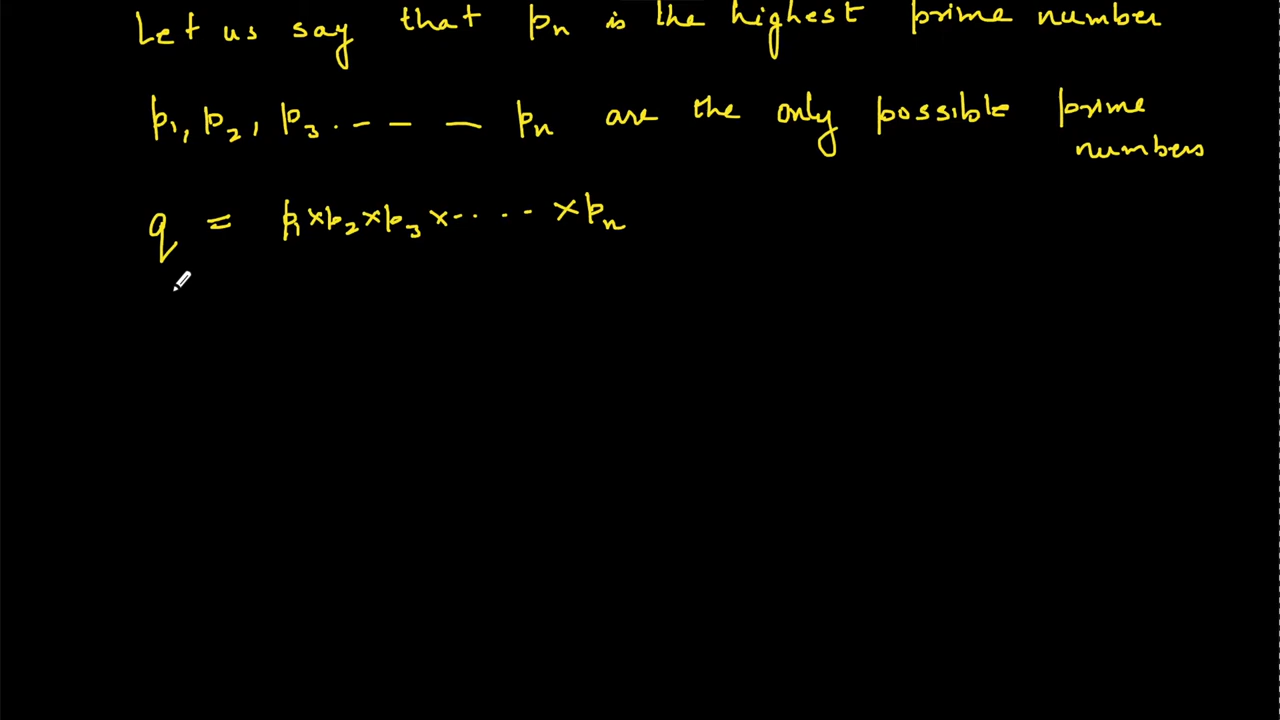 Let us say that pn is the highest prime number
p1, p2, p3 . - - — pn are the only possible prime
numbers
q = p1 × p2 × p3 × - . . . - × pn